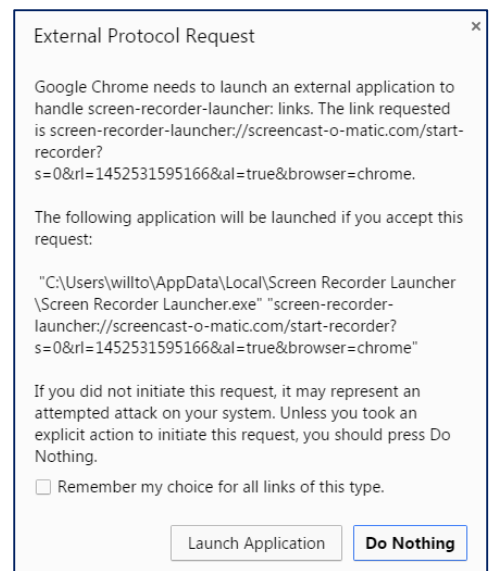 External Protocol Request
×
Google Chrome needs to launch an external application to
handle screen-recorder-launcher: links. The link requested
is screen-recorder-launcher://screencast-o-matic.com/start-
recorder?
s=0&rl=1452531595166&al=true&browser=chrome.
The following application will be launched if you accept this
request:
"C:\Users\willto\AppData\Local\Screen Recorder Launcher
\Screen Recorder Launcher.exe" "screen-recorder-
launcher://screencast-o-matic.com/start-recorder?
s=0&rl=1452531595166&al=true&browser=chrome"
If you did not initiate this request, it may represent an
attempted attack on your system. Unless you took an
explicit action to initiate this request, you should press Do
Nothing.
Remember my choice for all links of this type.
Launch Application
Do Nothing